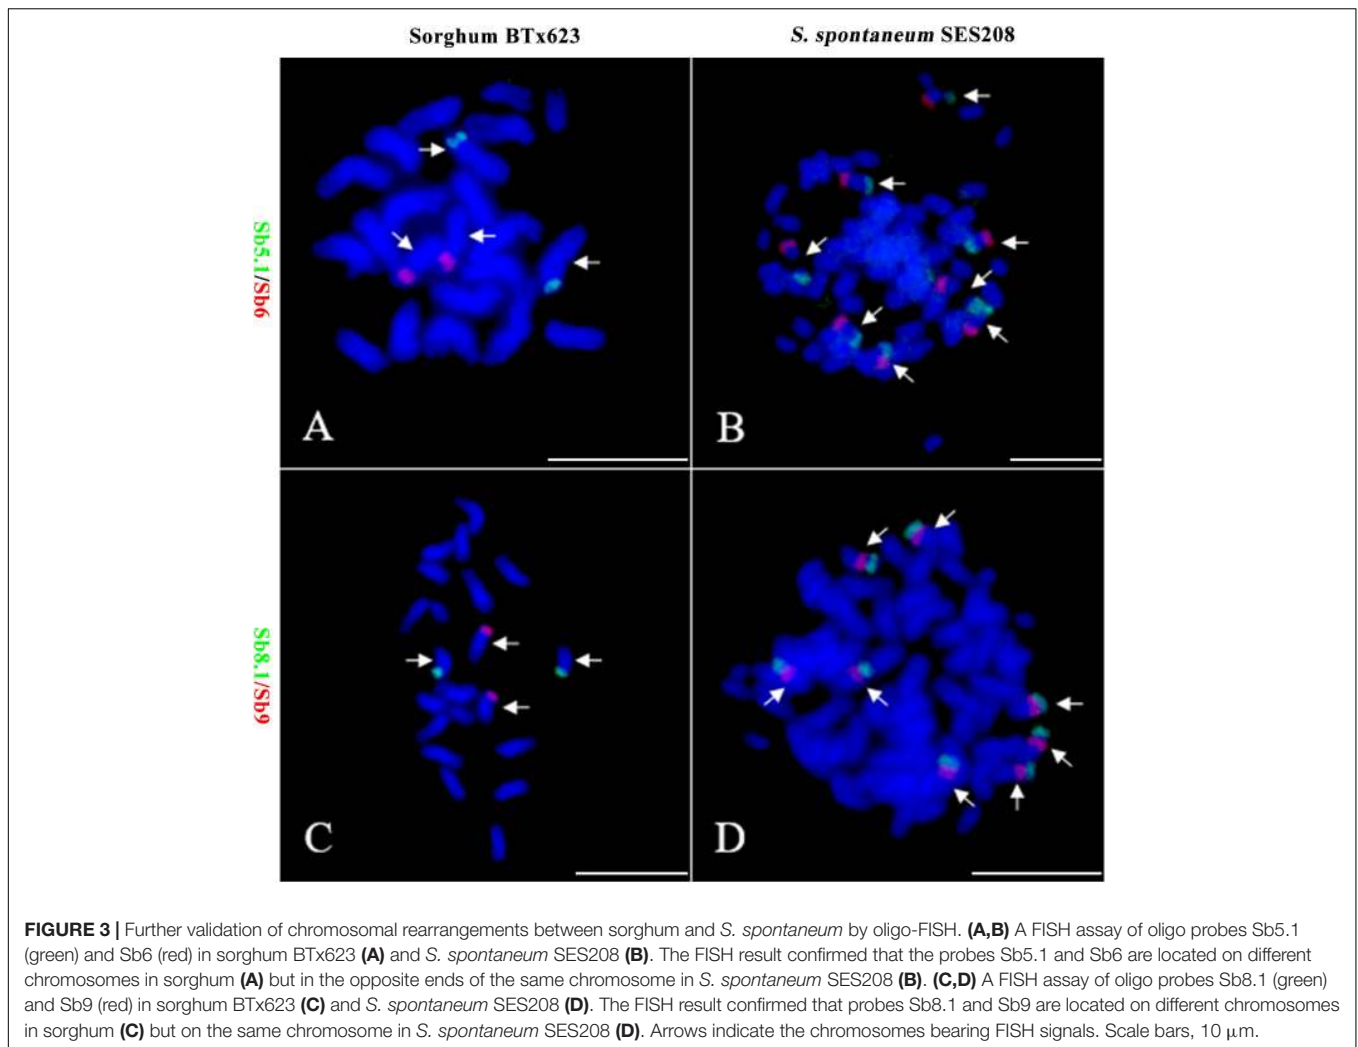 Sorghum BTx623
S. spontaneum SES208
Sb5.1/Sb6
A
B
Sb8.1/Sb9
C
D
FIGURE 3 | Further validation of chromosomal rearrangements between sorghum and S. spontaneum by oligo-FISH. (A,B) A FISH assay of oligo probes Sb5.1
(green) and Sb6 (red) in sorghum BTx623 (A) and S. spontaneum SES208 (B). The FISH result confirmed that the probes Sb5.1 and Sb6 are located on different
chromosomes in sorghum (A) but in the opposite ends of the same chromosome in S. spontaneum SES208 (B). (C,D) A FISH assay of oligo probes Sb8.1 (green)
and Sb9 (red) in sorghum BTx623 (C) and S. spontaneum SES208 (D). The FISH result confirmed that probes Sb8.1 and Sb9 are located on different chromosomes
in sorghum (C) but on the same chromosome in S. spontaneum SES208 (D). Arrows indicate the chromosomes bearing FISH signals. Scale bars, 10 μm.